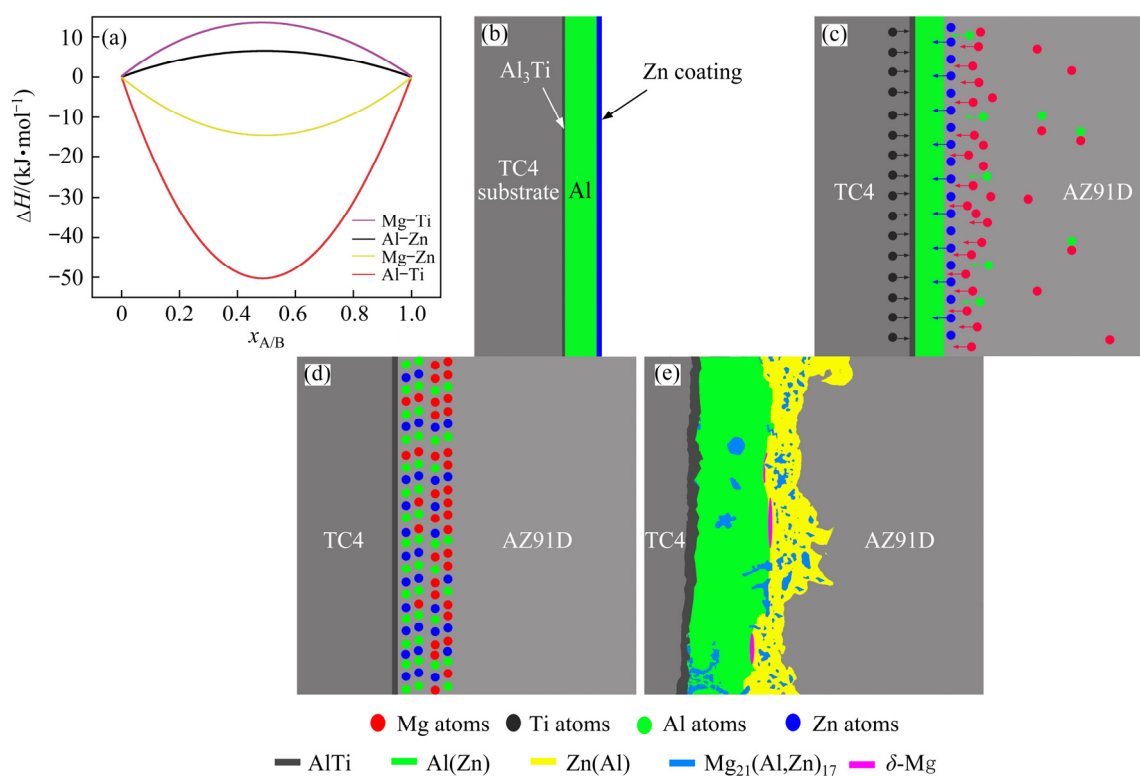 (a)
10
0
−10
−20
−30
−40
−50
ΔH/(kJ•mol⁻¹)
Mg−Ti
Al−Zn
Mg−Zn
Al−Ti
0 0.2 0.4 0.6 0.8 1.0
x_A/B
(b)
Al₃Ti
Zn coating
TC4
substrate
Al
(c)
TC4
AZ91D
(d)
TC4
AZ91D
(e)
TC4
AZ91D
Mg atoms Ti atoms Al atoms Zn atoms
AlTi Al(Zn) Zn(Al) Mg₂₁(Al,Zn)₁₇ δ-Mg